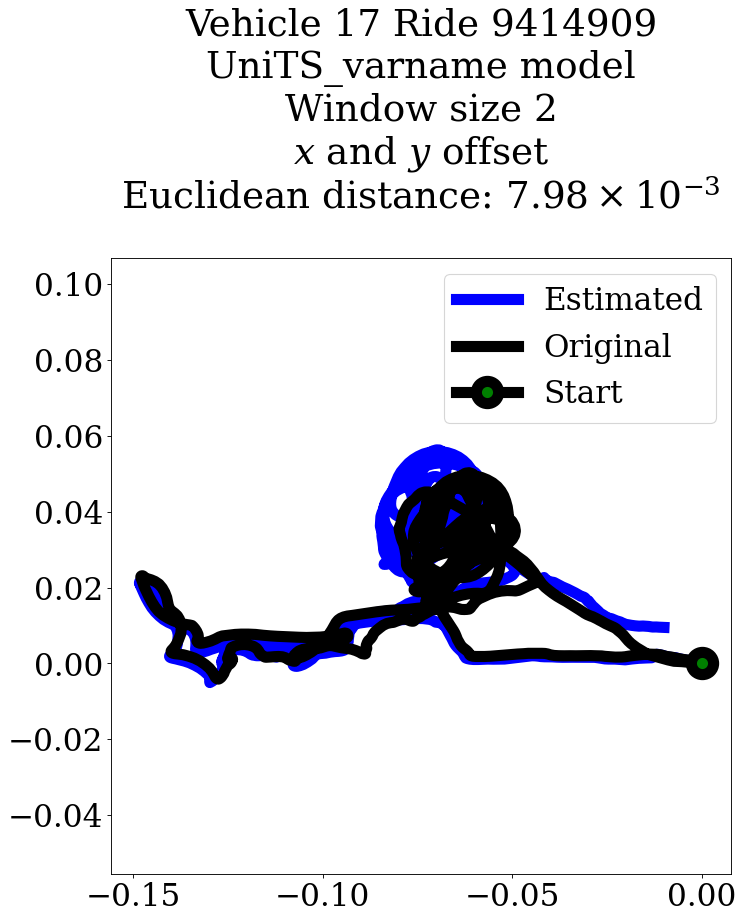 Vehicle 17 Ride 9414909
UniTS_varname model
Window size 2
x and y offset
Euclidean distance: 7.98 × 10⁻³
Estimated
Original
Start
0.10
0.08
0.06
0.04
0.02
0.00
−0.02
−0.04
−0.15
−0.10
−0.05
0.00